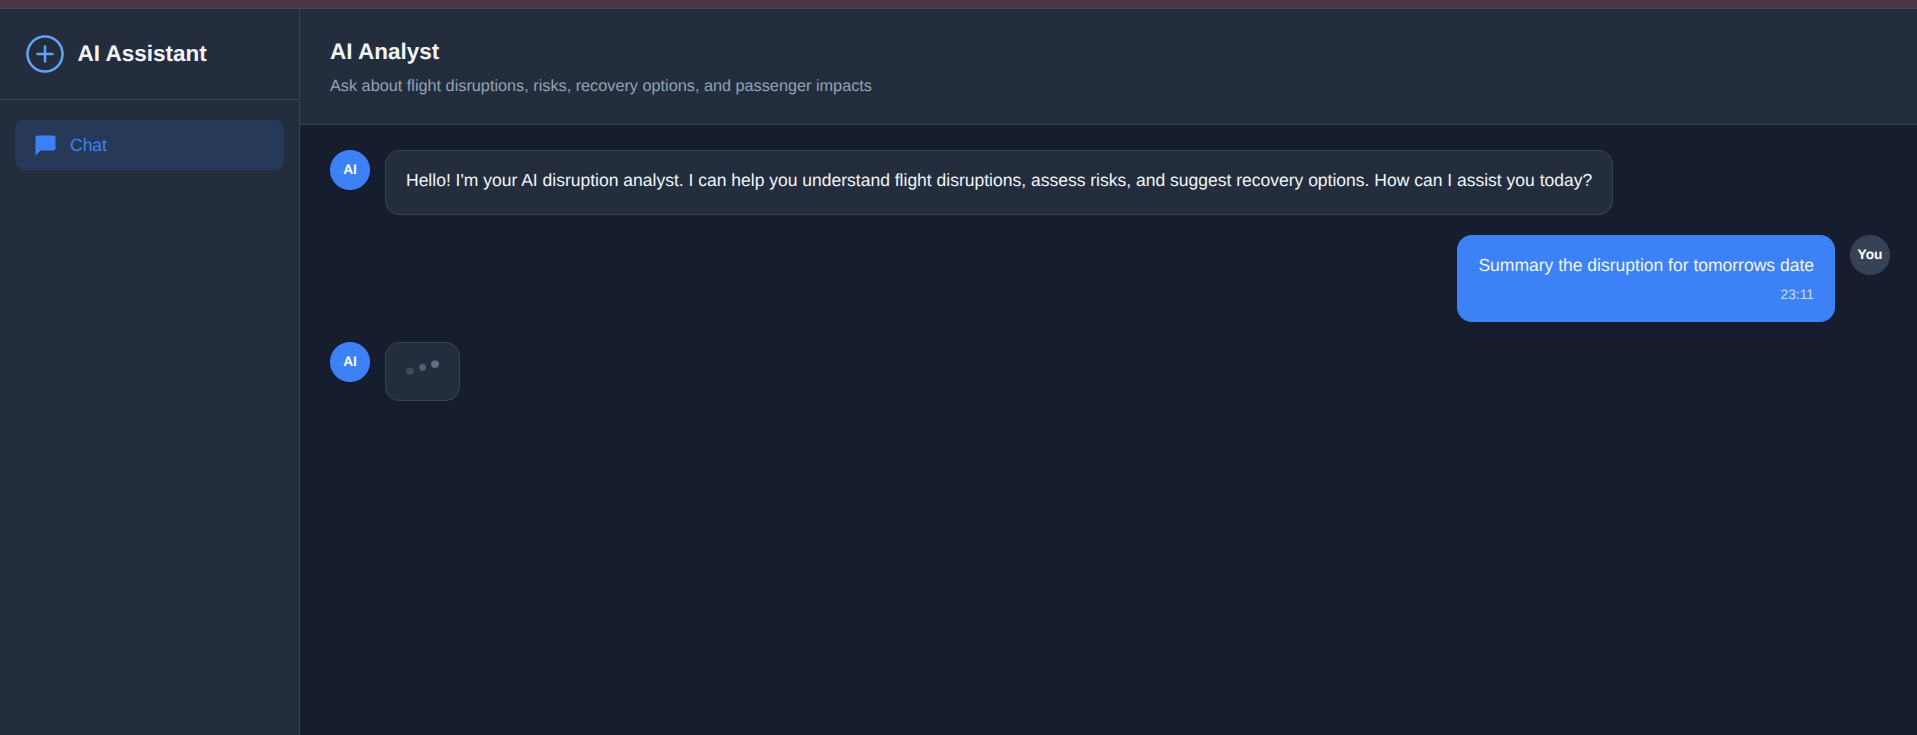 AI Assistant
Chat
AI Analyst
Ask about flight disruptions, risks, recovery options, and passenger impacts
AI
Hello! I'm your AI disruption analyst. I can help you understand flight disruptions, assess risks, and suggest recovery options. How can I assist you today?
Summary the disruption for tomorrows date
23:11
You
AI